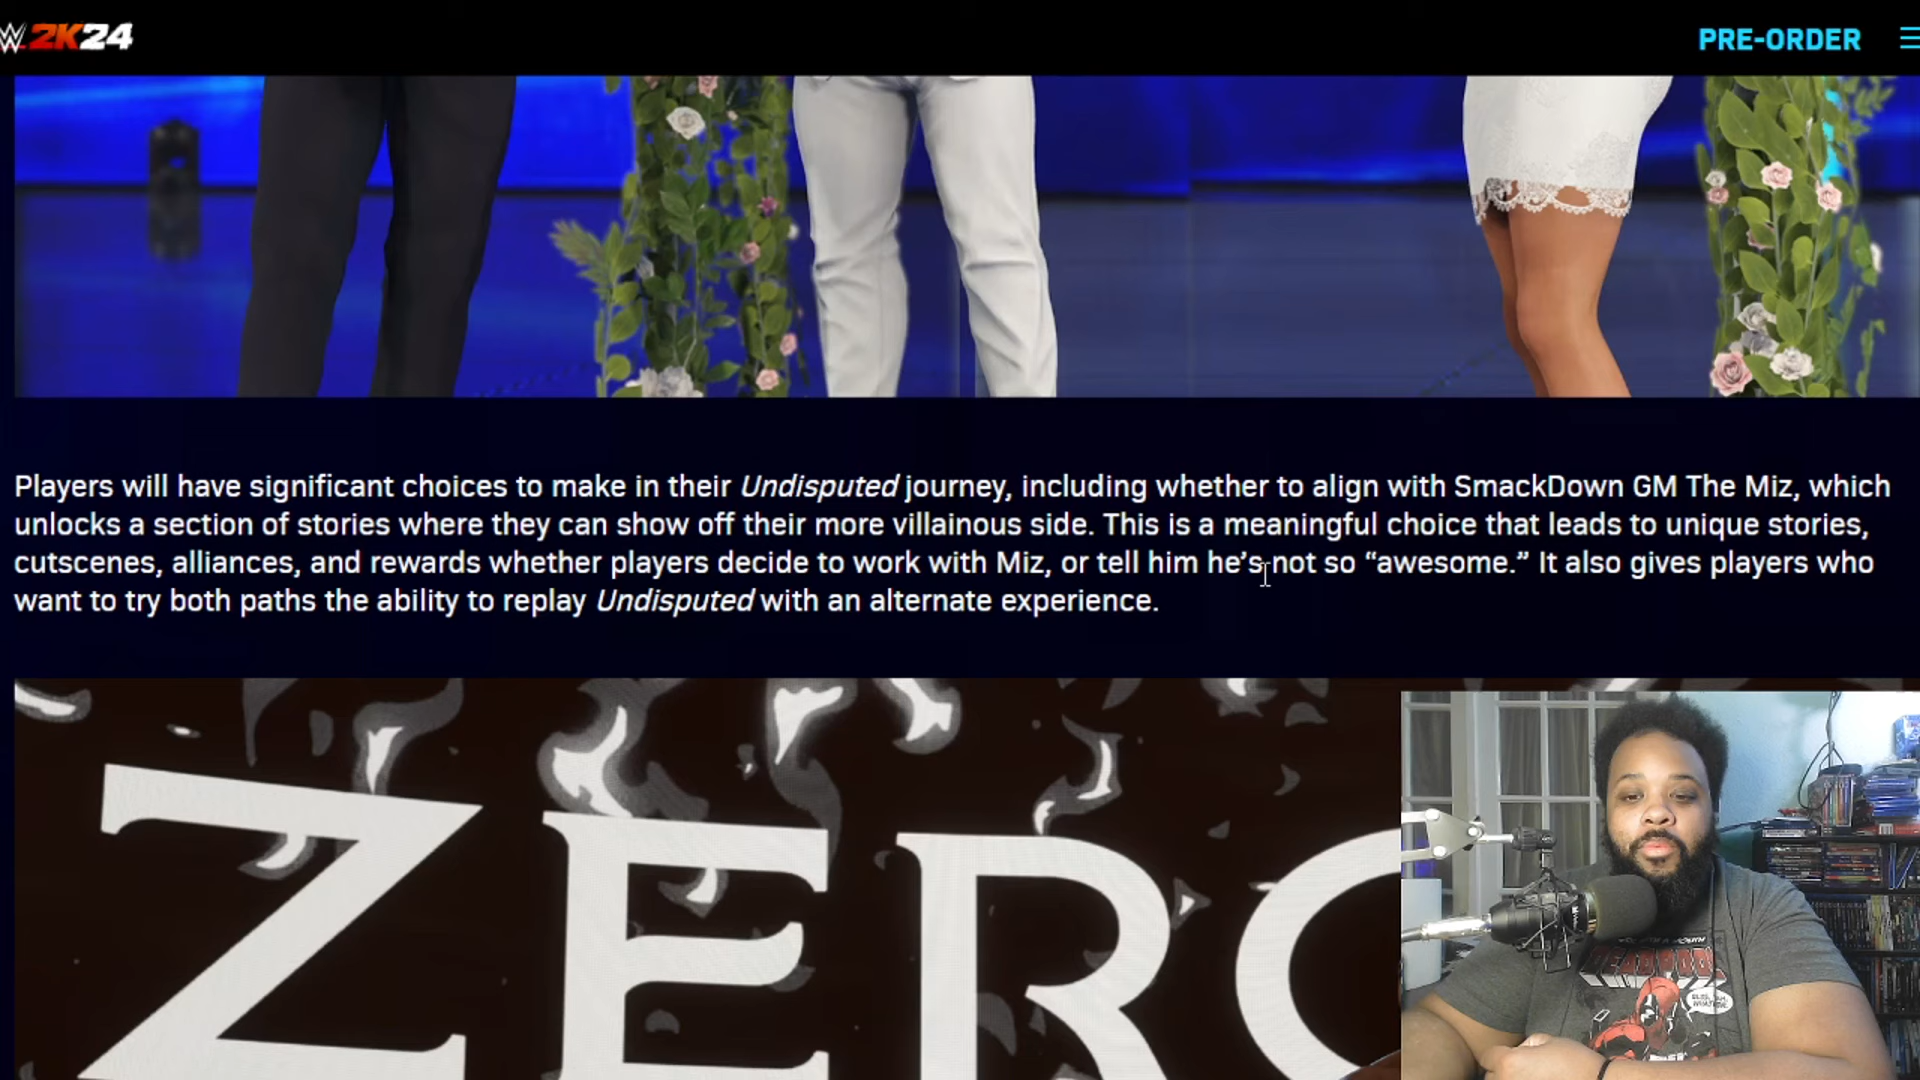 W 2K24
PRE-ORDER
Players will have significant choices to make in their Undisputed journey, including whether to align with SmackDown GM The Miz, which
unlocks a section of stories where they can show off their more villainous side. This is a meaningful choice that leads to unique stories,
cutscenes, alliances, and rewards whether players decide to work with Miz, or tell him he’s not so “awesome.” It also gives players who
want to try both paths the ability to replay Undisputed with an alternate experience.
ZERO
DEADPOOL